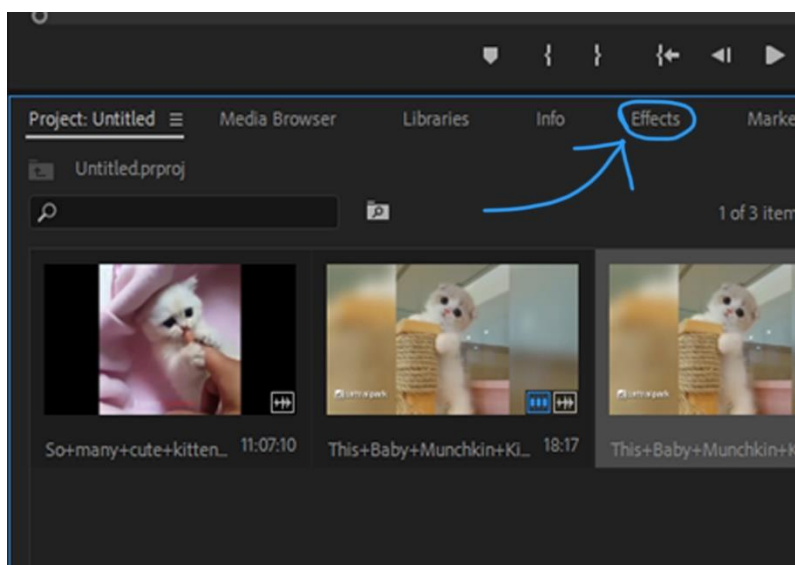 Project: Untitled Media Browser Libraries Info Effects Marke
Untitled.prproj
1 of 3 item
So+many+cute+kitten... 11:07:10 This+Baby+Munchkin+Ki... 18:17 This+Baby+Munchkin+K